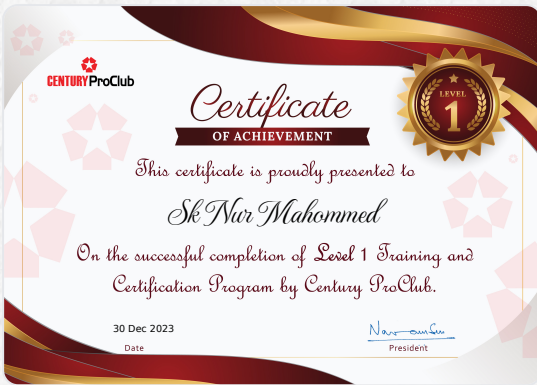 CENTURY ProClub
Certificate
OF ACHIEVEMENT
LEVEL
1
This certificate is proudly presented to
Sk Nur Mahommed
On the successful completion of Level 1 Training and
Certification Program by Century ProClub.
30 Dec 2023
Date
President